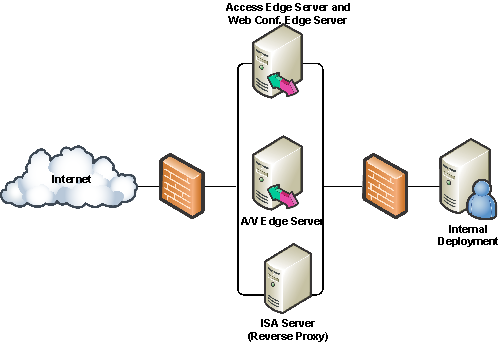 Access Edge Server and
Web Conf. Edge Server
Internet
A/V Edge Server
Internal
Deployment
ISA Server
(Reverse Proxy)